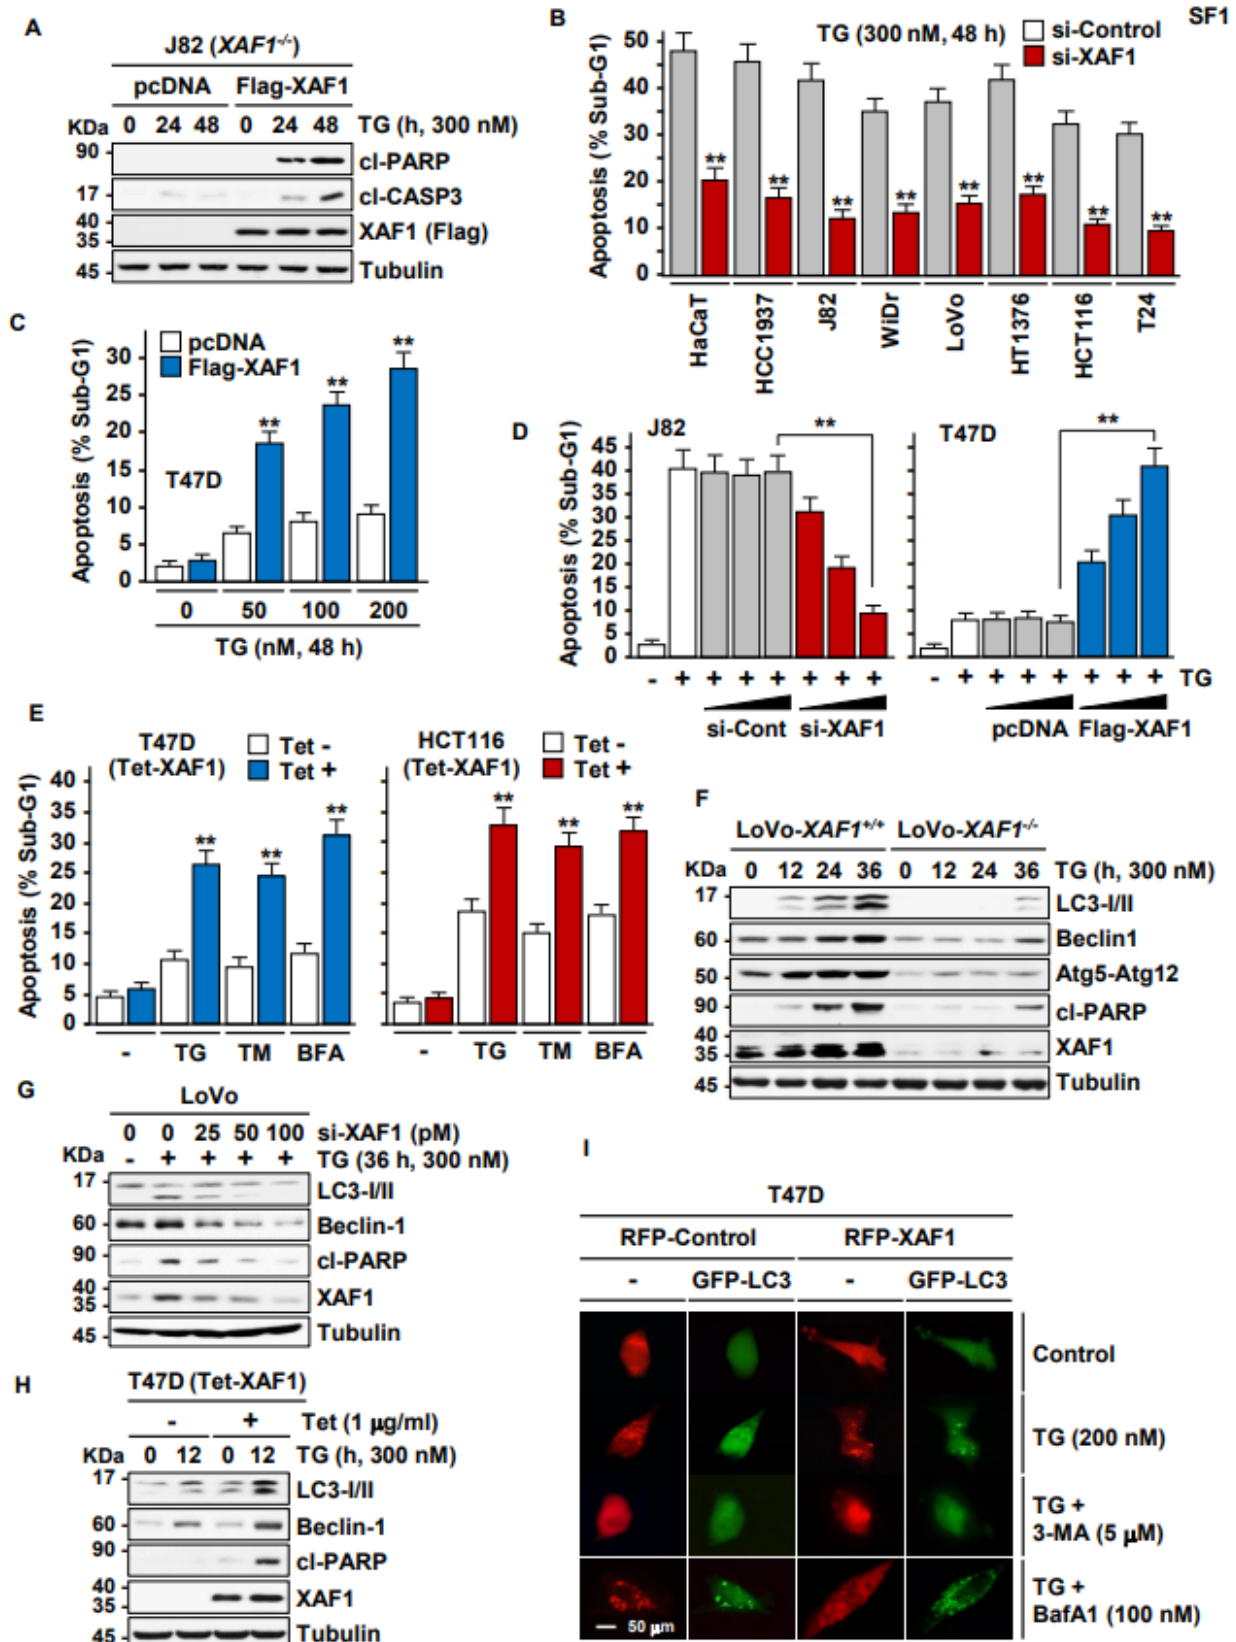 SF1
A
J82 (XAF1-/-)
pcDNA Flag-XAF1
KDa 0 24 48 0 24 48 TG (h, 300 nM)
90 cl-PARP
17 cl-CASP3
40
35 XAF1 (Flag)
45 Tubulin
B
TG (300 nM, 48 h)
si-Control
si-XAF1
Apoptosis (% Sub-G1)
50
40
30
20
10
0
** ** ** ** ** ** ** **
HaCaT HCC1937 J82 WiDr LoVo HT1376 HCT116 T24
C
pcDNA
Flag-XAF1
T47D
Apoptosis (% Sub-G1)
30
25
20
15
10
5
0
** ** **
0 50 100 200
TG (nM, 48 h)
D
J82
Apoptosis (% Sub-G1)
45
40
35
30
25
20
15
10
5
0
**
- + + + + + + +
si-Cont si-XAF1
T47D
**
- + + + + + + + TG
pcDNA Flag-XAF1
E
T47D
(Tet-XAF1)
Tet -
Tet +
Apoptosis (% Sub-G1)
40
35
30
25
20
15
10
5
0
** ** **
- TG TM BFA
HCT116
(Tet-XAF1)
Tet -
Tet +
** ** **
- TG TM BFA
F
LoVo-XAF1+/+ LoVo-XAF1-/-
KDa 0 12 24 36 0 12 24 36 TG (h, 300 nM)
17 LC3-I/II
60 Beclin1
50 Atg5-Atg12
90 cl-PARP
40
35 XAF1
45 Tubulin
G
LoVo
0 0 25 50 100 si-XAF1 (pM)
KDa - + + + + TG (36 h, 300 nM)
17 LC3-I/II
60 Beclin-1
90 cl-PARP
40
35 XAF1
45 Tubulin
H
T47D (Tet-XAF1)
- + Tet (1 μg/ml)
KDa 0 12 0 12 TG (h, 300 nM)
17 LC3-I/II
60 Beclin-1
90 cl-PARP
40
35 XAF1
45 Tubulin
I
T47D
RFP-Control RFP-XAF1
- GFP-LC3 - GFP-LC3
Control
TG (200 nM)
TG +
3-MA (5 μM)
TG +
BafA1 (100 nM)
50 μm